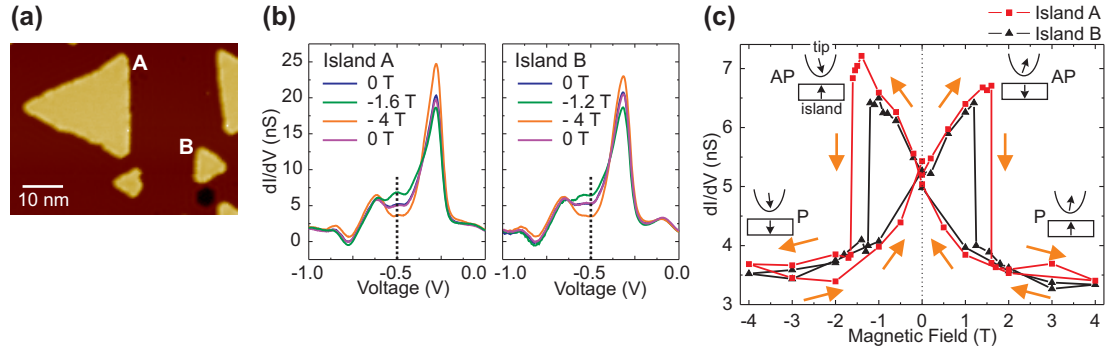 (a)
A
B
10 nm
(b)
dI/dV (nS)
25
20
15
10
5
0
Island A
0 T
-1.6 T
- 4 T
0 T
-1.0
-0.5
0.0
Voltage (V)
Island B
0 T
-1.2 T
- 4 T
0 T
-1.0
-0.5
0.0
Voltage (V)
(c)
Island A
Island B
dI/dV (nS)
7
6
5
4
3
tip
AP
island
AP
P
P
-4 -3 -2 -1 0 1 2 3 4
Magnetic Field (T)